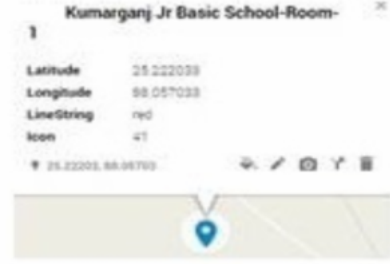 Kumarganj Jr Basic School-Room-
1
Latitude 25.222033
Longitude 88.057033
LineString red
Icon 41
25.22203, 88.05703